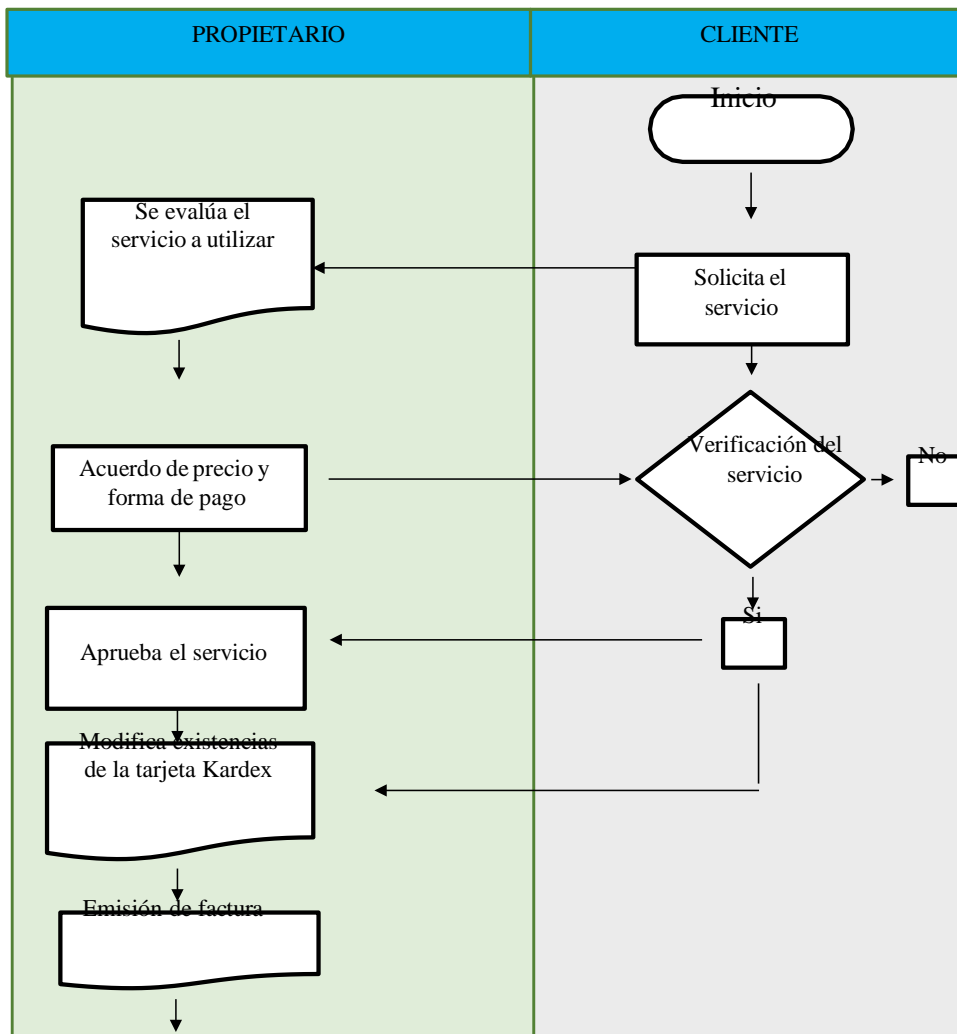 PROPIETARIO
CLIENTE
Inicio
Se evalúa el
servicio a utilizar
Solicita el
servicio
Acuerdo de precio y
forma de pago
Verificación del
servicio
No
Si
Aprueba el servicio
Modifica existencias
de la tarjeta Kardex
Emisión de factura